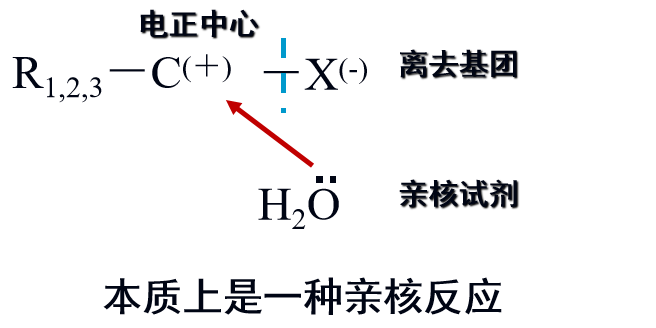 电正中心
R1,2,3—C(+) —X(-) 离去基团
H2Ö 亲核试剂
本质上是一种亲核反应